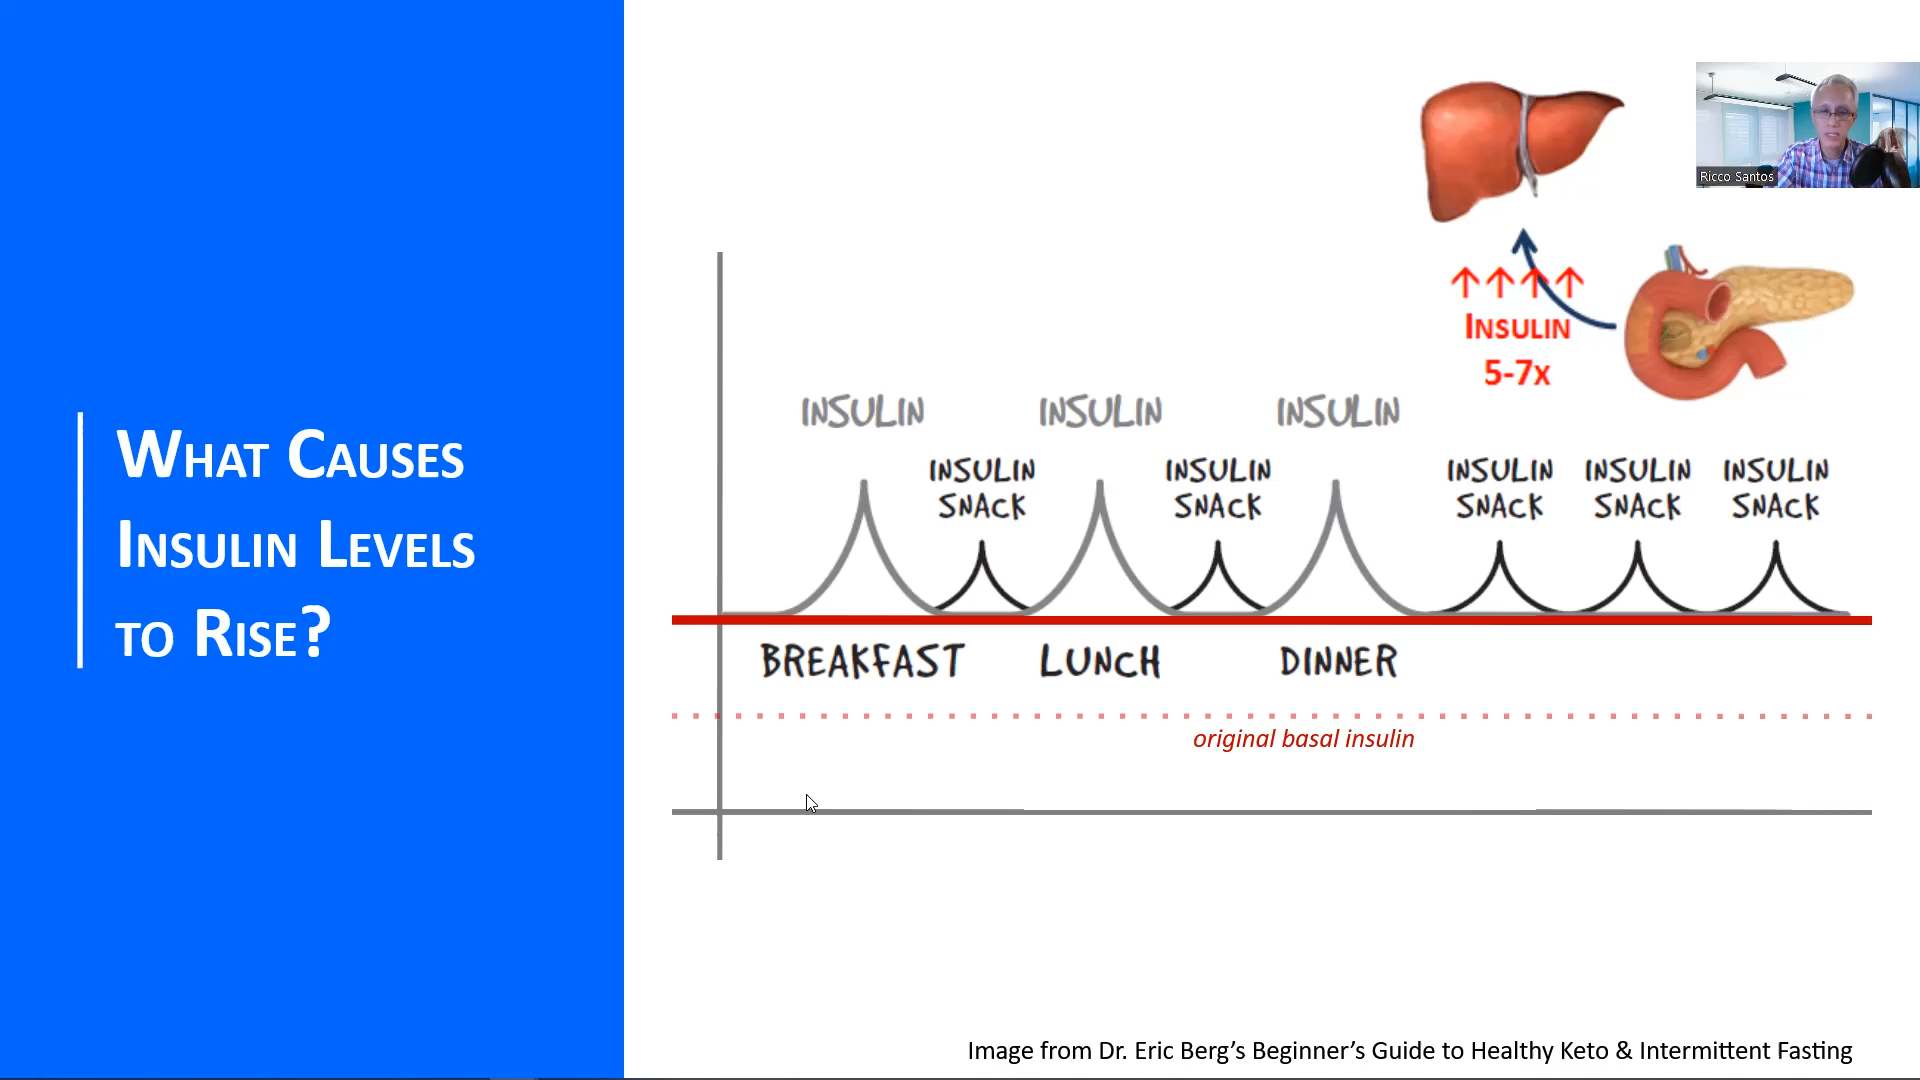 What Causes
Insulin Levels
to Rise?
Ricco Santos
↑↑↑↑
Insulin
5-7x
INSULIN INSULIN INSULIN
INSULIN SNACK
INSULIN SNACK
INSULIN SNACK
INSULIN SNACK
INSULIN SNACK
BREAKFAST LUNCH DINNER
original basal insulin
Image from Dr. Eric Berg’s Beginner’s Guide to Healthy Keto & Intermittent Fasting